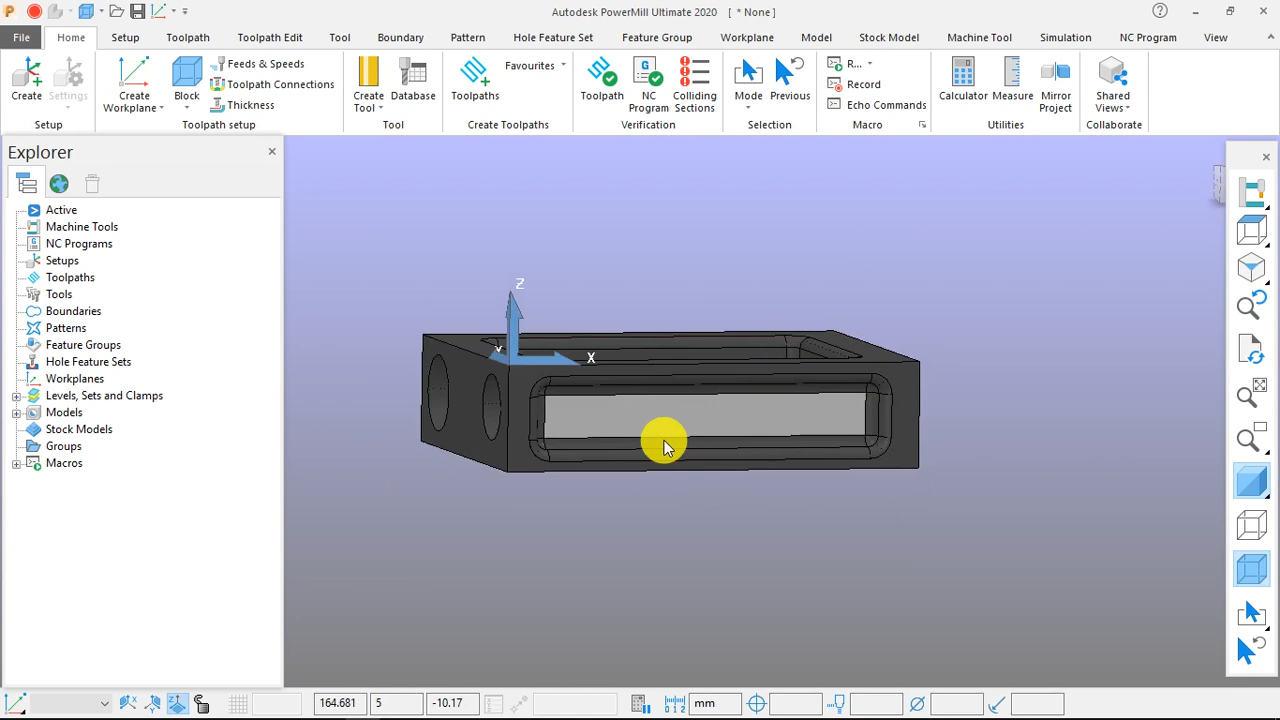 Autodesk PowerMill Ultimate 2020 [ * None ]
File Home Setup Toolpath Toolpath Edit Tool Boundary Pattern Hole Feature Set Feature Group Workplane Model Stock Model Machine Tool Simulation NC Program View
Create
Settings
Setup
Create
Workplane
Block
Feeds & Speeds
Toolpath Connections
Thickness
Toolpath setup
Create
Tool
Database
Tool
Toolpaths
Favourites
Create Toolpaths
Toolpath
NC
Program
Colliding
Sections
Verification
Mode
Previous
Selection
R...
Record
Echo Commands
Macro
Calculator
Measure
Mirror
Project
Utilities
Shared
Views
Collaborate
Explorer
Active
Machine Tools
NC Programs
Setups
Toolpaths
Tools
Boundaries
Patterns
Feature Groups
Hole Feature Sets
Workplanes
Levels, Sets and Clamps
Models
Stock Models
Groups
Macros
Z
Y
X
164.681 5 -10.17 mm